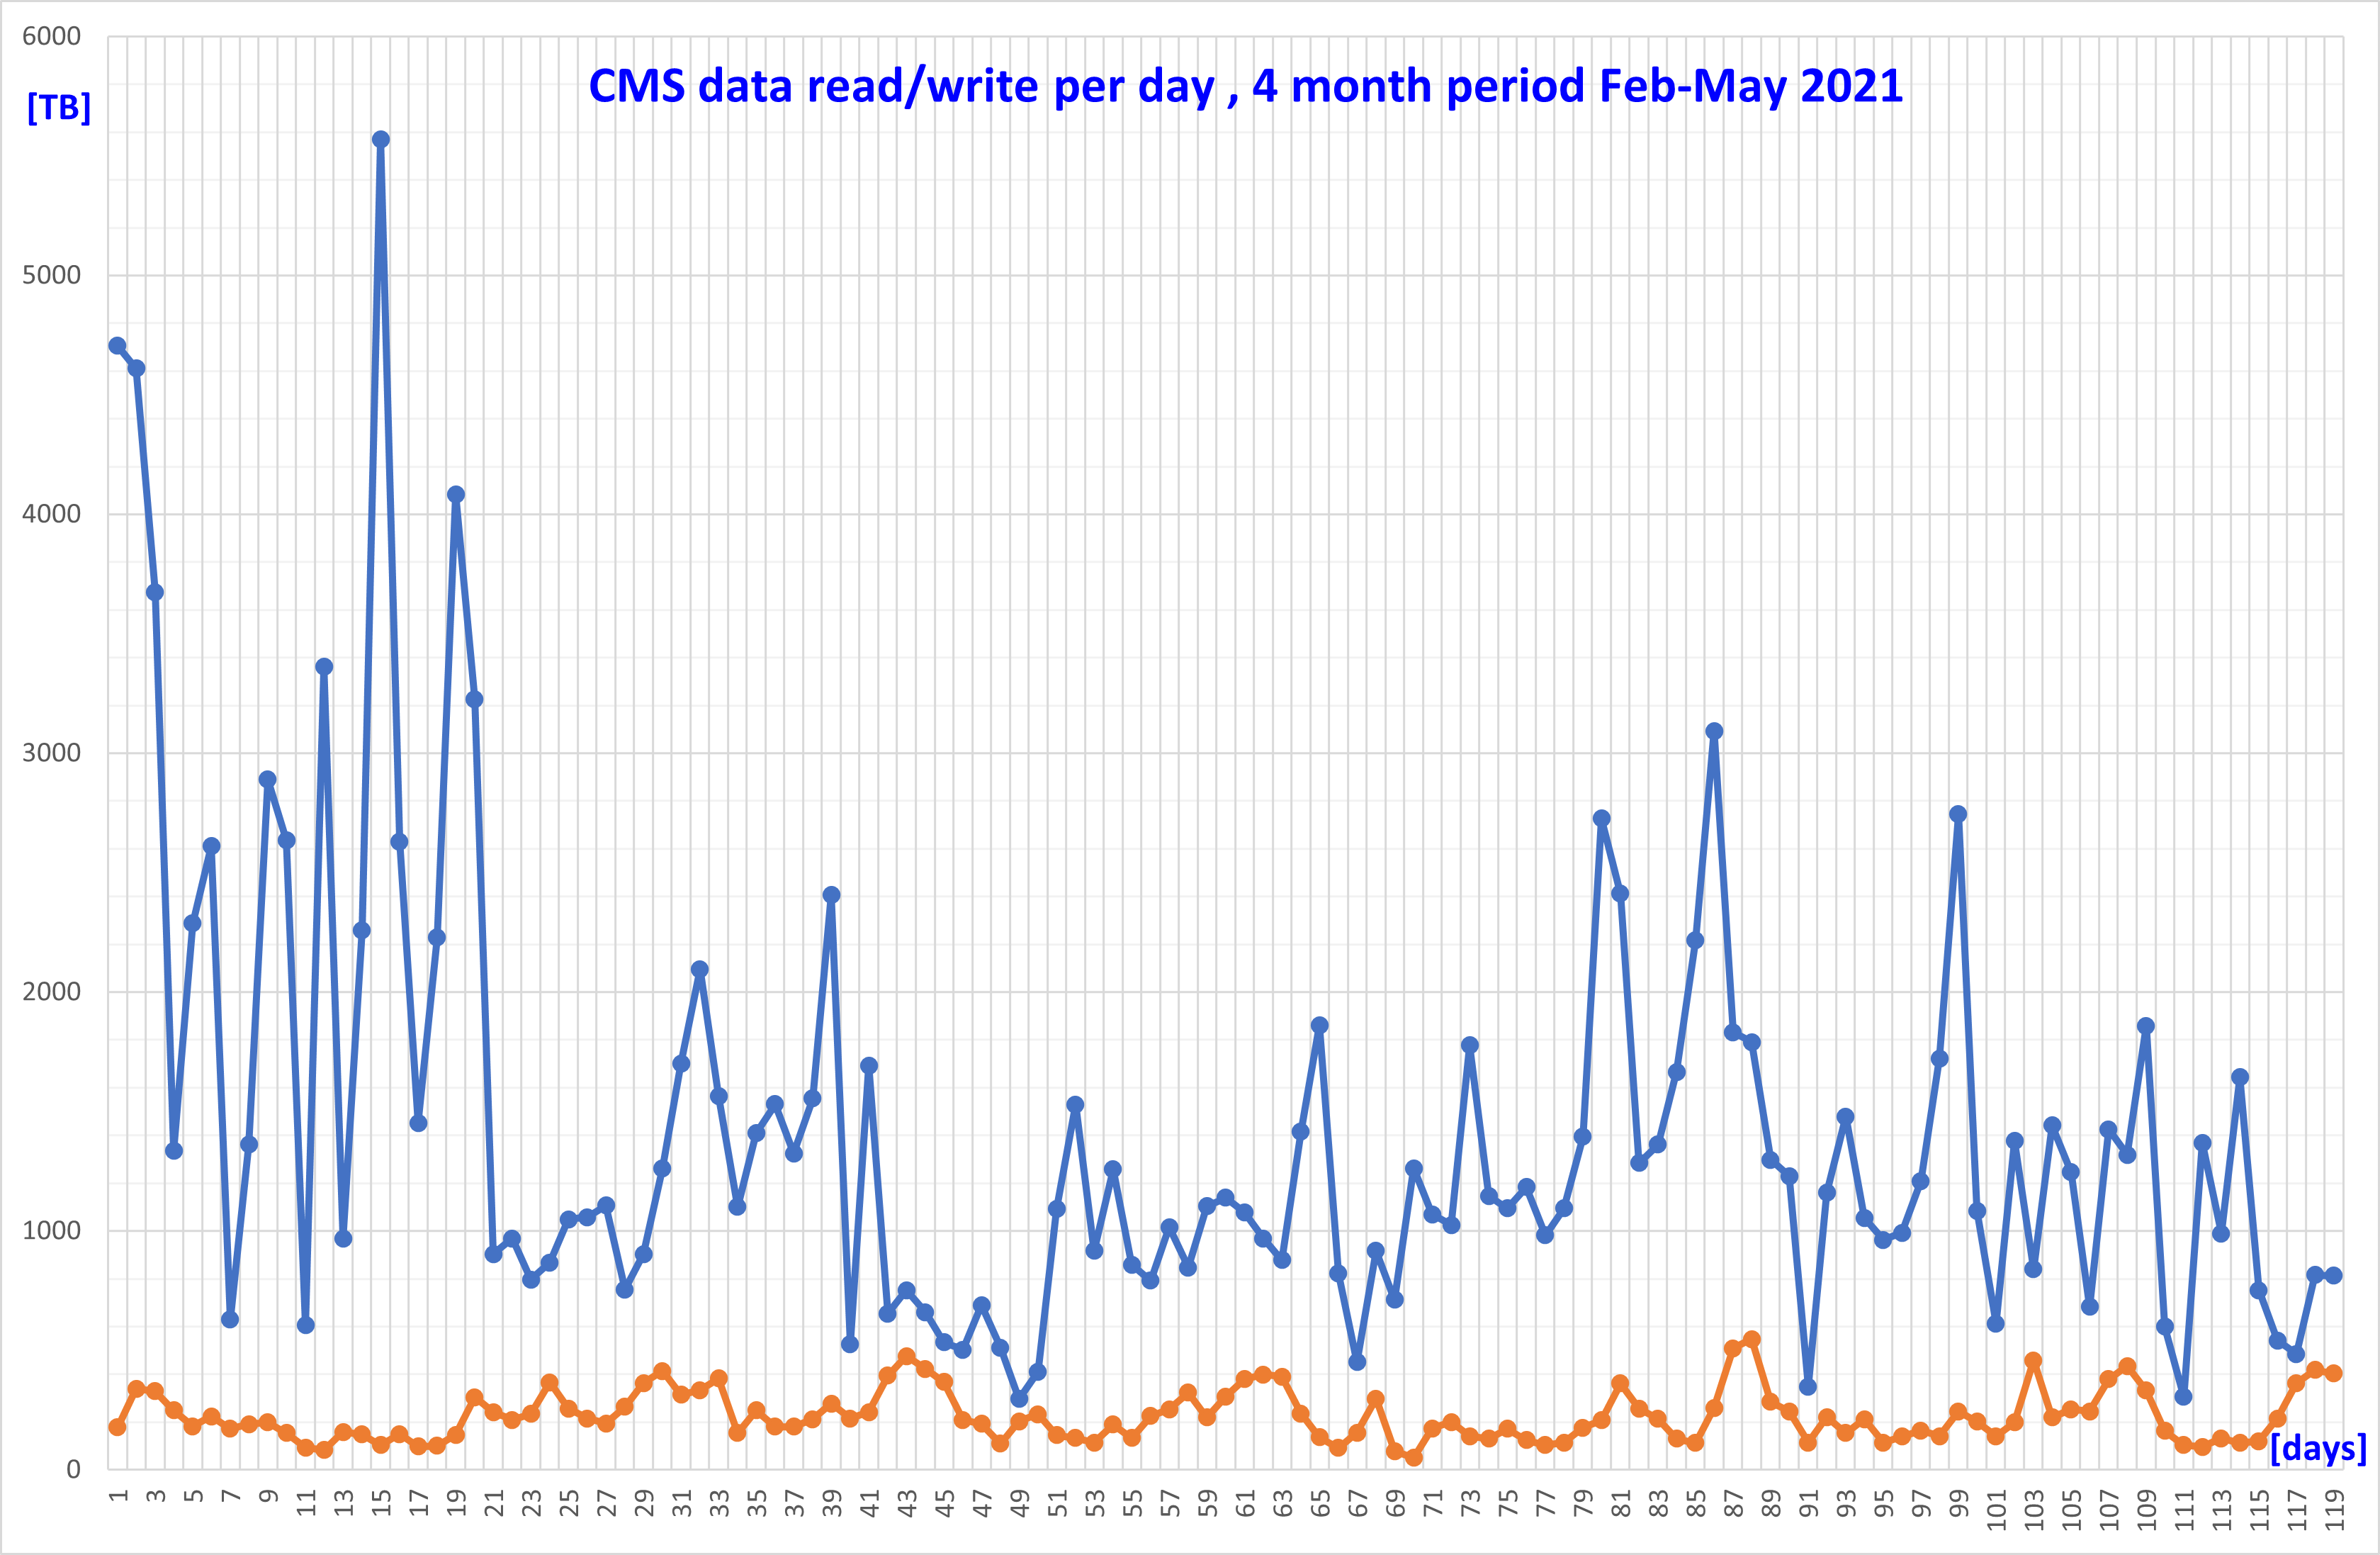 CMS data read/write per day , 4 month period Feb-May 2021
[TB]
6000
5000
4000
3000
2000
1000
0
[days]
1 3 5 7 9 11 13 15 17 19 21 23 25 27 29 31 33 35 37 39 41 43 45 47 49 51 53 55 57 59 61 63 65 67 69 71 73 75 77 79 81 83 85 87 89 91 93 95 97 99 101 103 105 107 109 111 113 115 117 119